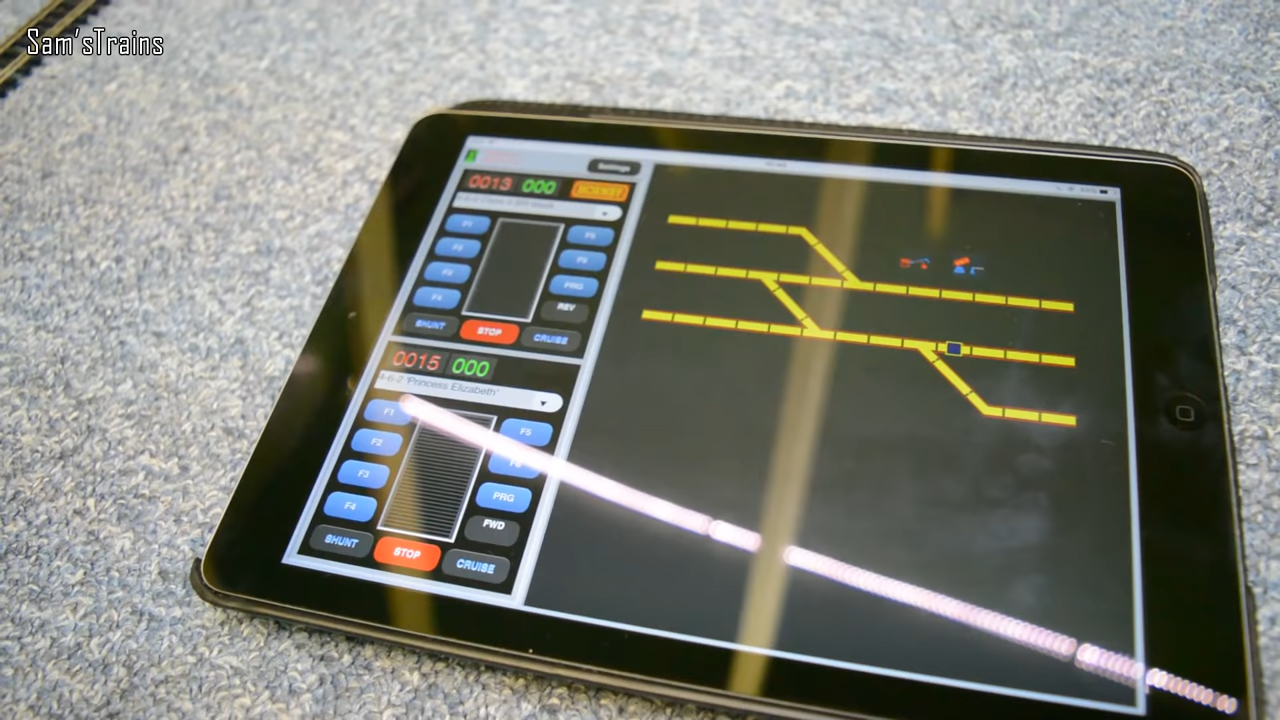 Sam'sTrains
Settings
0013 000 HORNBY
F1 F5
F2 F6
F3 PRG
F4 REV
SHUNT STOP CRUISE
0015 000
4-6-2 'Princess Elizabeth'
F1 F5
F2
F3 PRG
F4 FWD
SHUNT STOP CRUISE